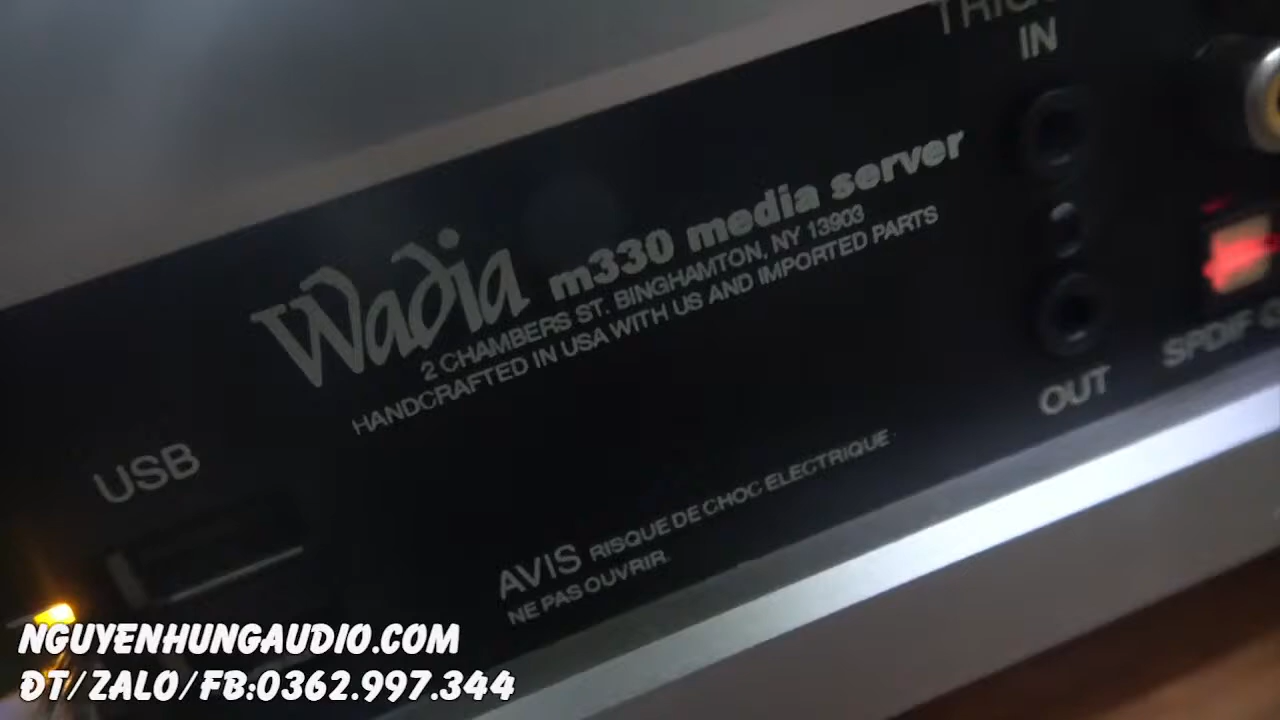 IN
Wadia m330 media server
2 CHAMBERS ST. BINGHAMTON, NY 13903
HANDCRAFTED IN USA WITH US AND IMPORTED PARTS
OUT
SPDIF
USB
AVIS RISQUE DE CHOC ELECTRIQUE
NE PAS OUVRIR
NGUYENHUNGAUDIO.COM
ĐT/ZALO/FB:0362.997.344